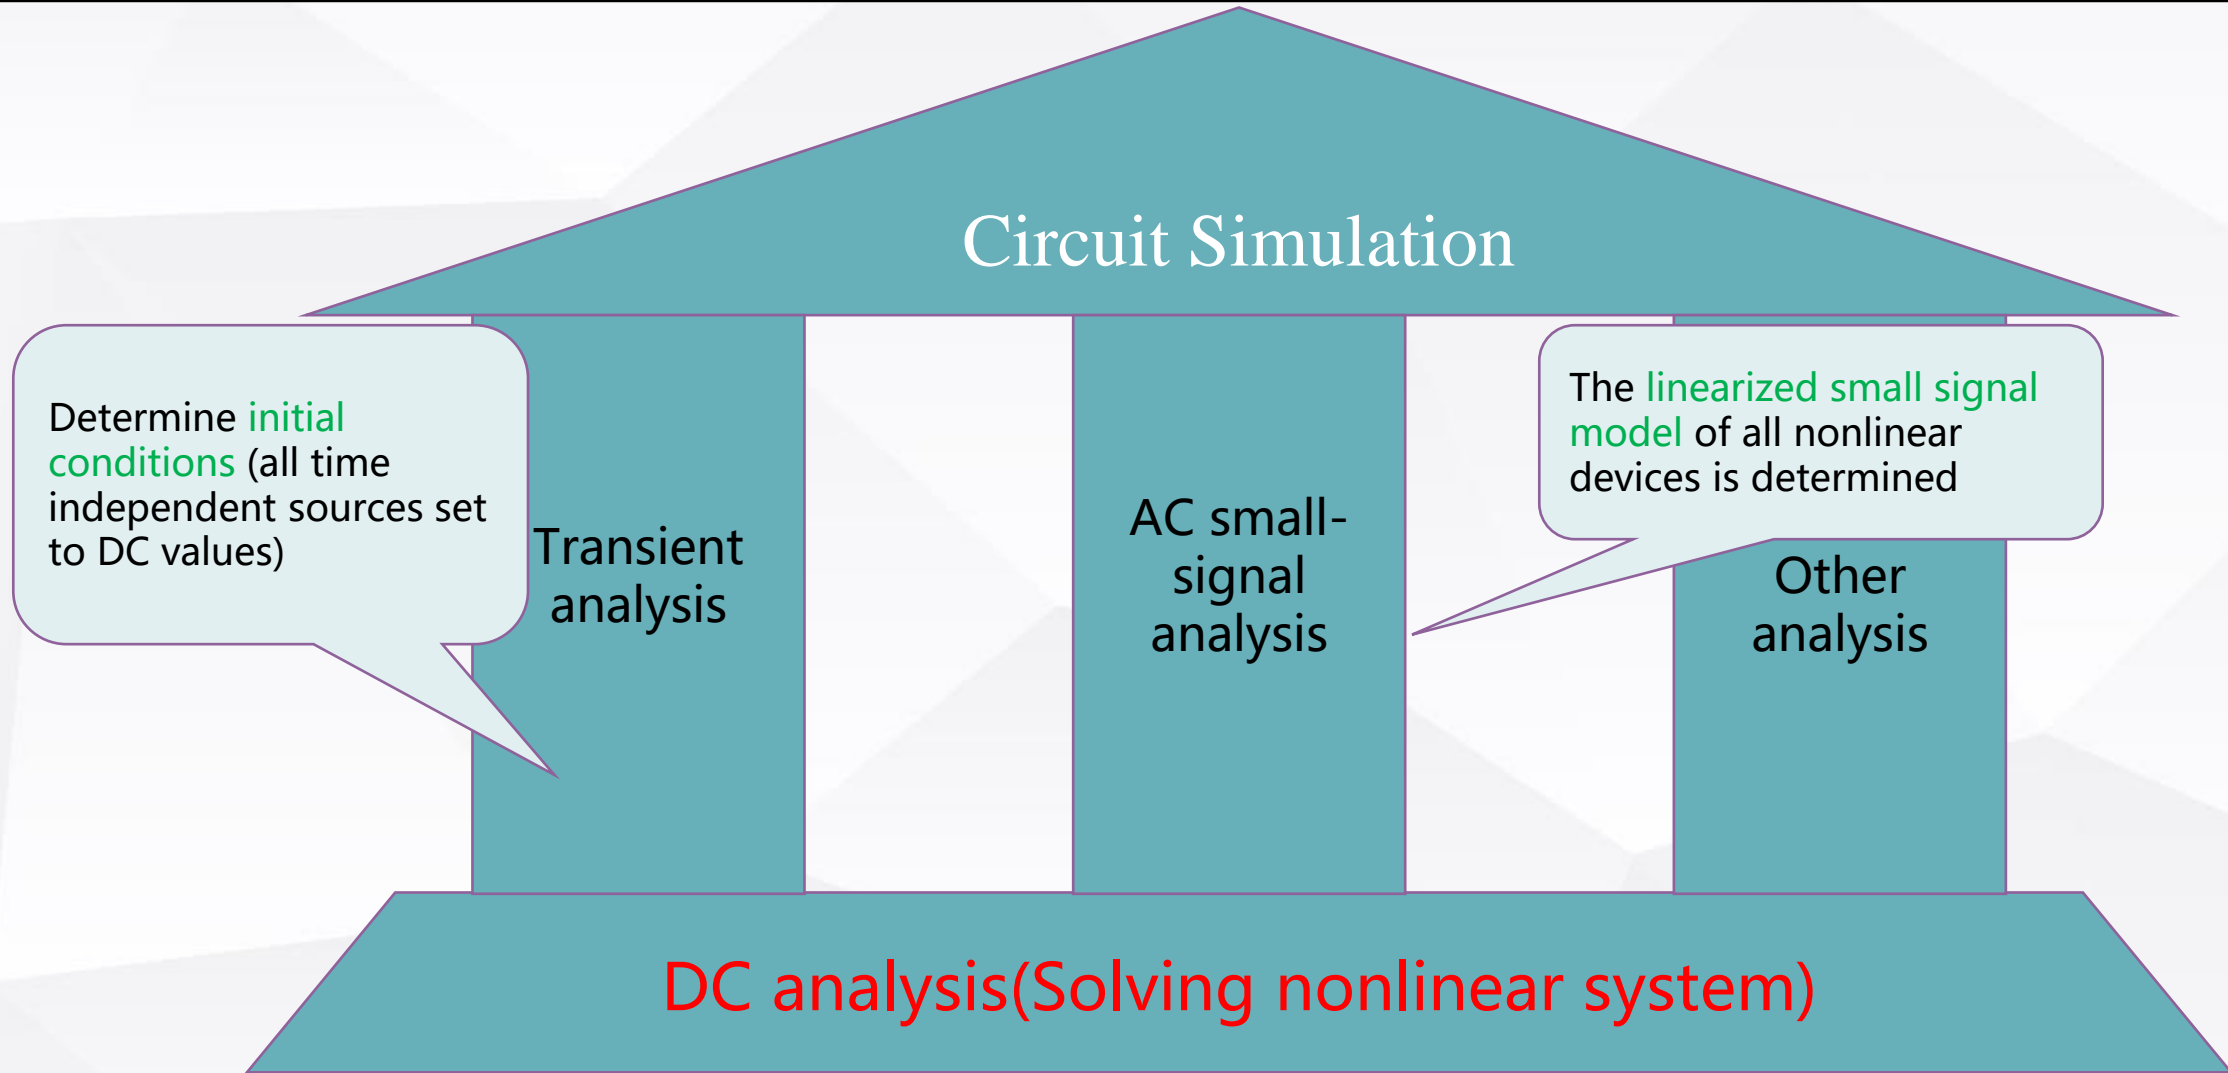 Circuit Simulation
Determine initial
conditions (all time
independent sources set
to DC values)
Transient
analysis
AC small-
signal
analysis
The linearized small signal
model of all nonlinear
devices is determined
Other
analysis
DC analysis(Solving nonlinear system)